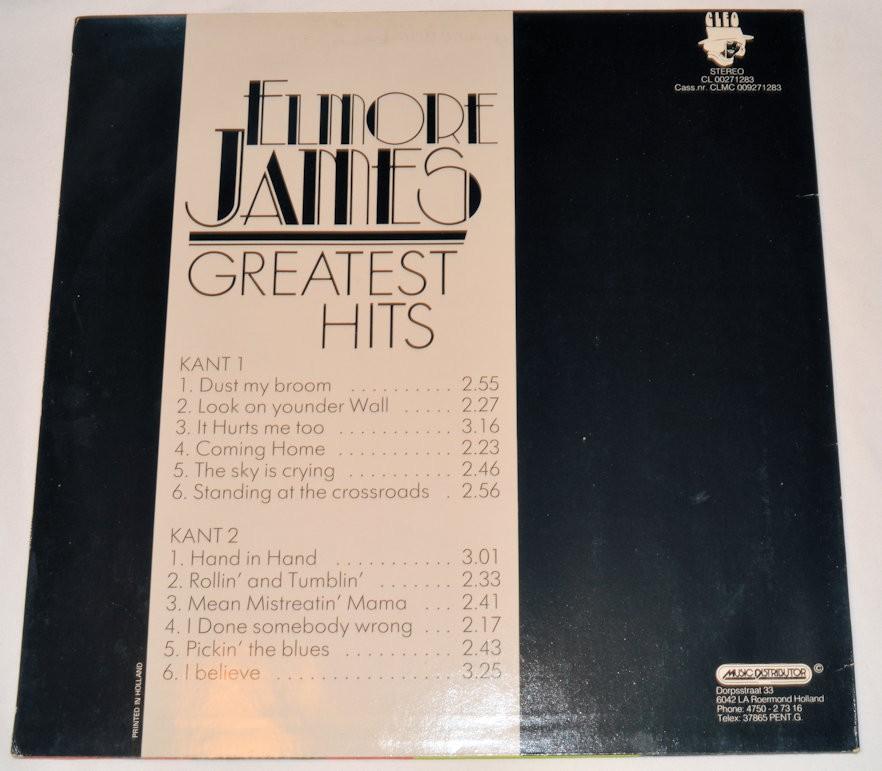 CLEO
STEREO
CL 00271283
Cass.nr. CLMC 009271283
ELMORE
JAMES
GREATEST
HITS
KANT 1
1. Dust my broom . . . . . . . . . . 2.55
2. Look on younder Wall . . . . . 2.27
3. It Hurts me too . . . . . . . . . . . 3.16
4. Coming Home . . . . . . . . . . . 2.23
5. The sky is crying . . . . . . . . . . 2.46
6. Standing at the crossroads . 2.56
KANT 2
1. Hand in Hand . . . . . . . . . . . 3.01
2. Rollin' and Tumblin' . . . . . . . 2.33
3. Mean Mistreatin' Mama . . . 2.41
4. I Done somebody wrong . . . 2.17
5. Pickin' the blues . . . . . . . . . . 2.43
6. I believe . . . . . . . . . . . . . . . . 3.25
PRINTED IN HOLLAND
MUSIC DISTRIBUTOR ©
Dorpsstraat 33
6042 LA Roermond Holland
Phone: 4750 - 2 73 16
Telex: 37865 PENT.G.